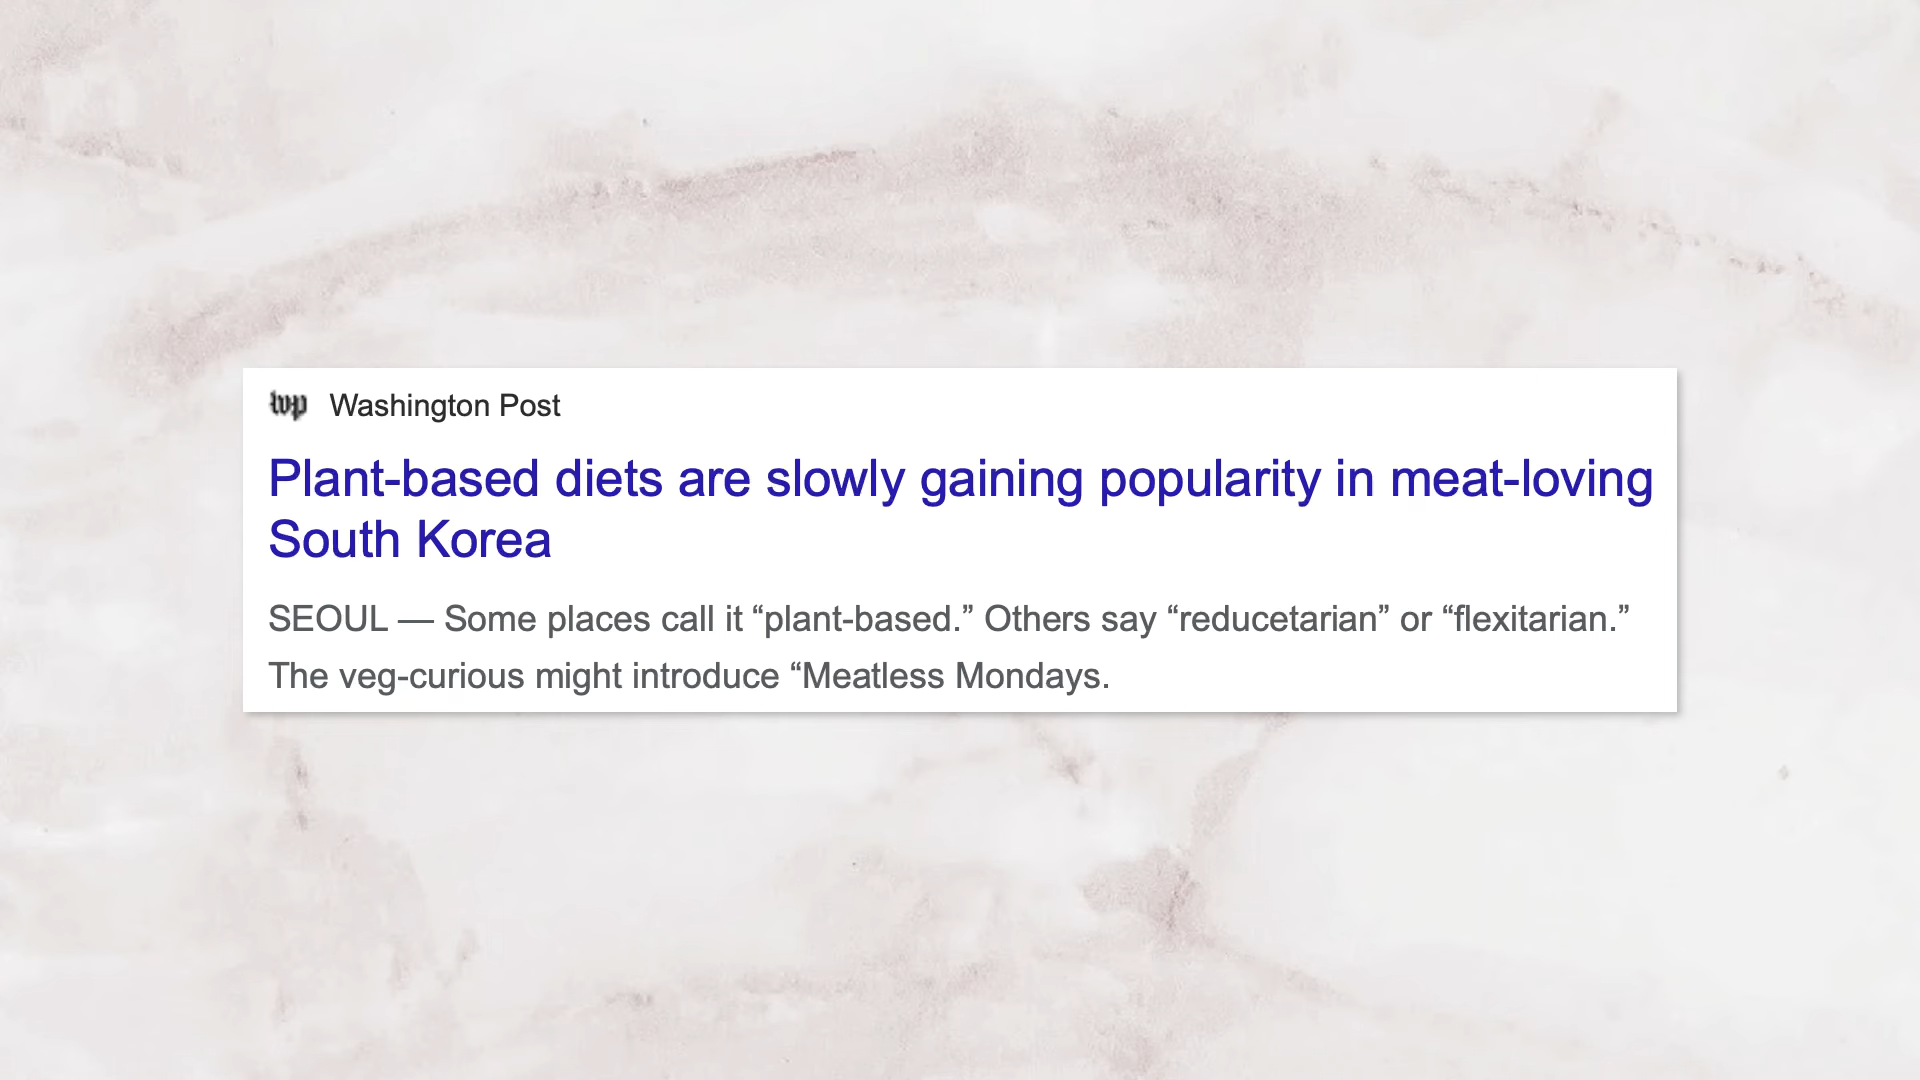 wp Washington Post
Plant-based diets are slowly gaining popularity in meat-loving
South Korea
SEOUL — Some places call it “plant-based.” Others say “reducetarian” or “flexitarian.”
The veg-curious might introduce “Meatless Mondays.